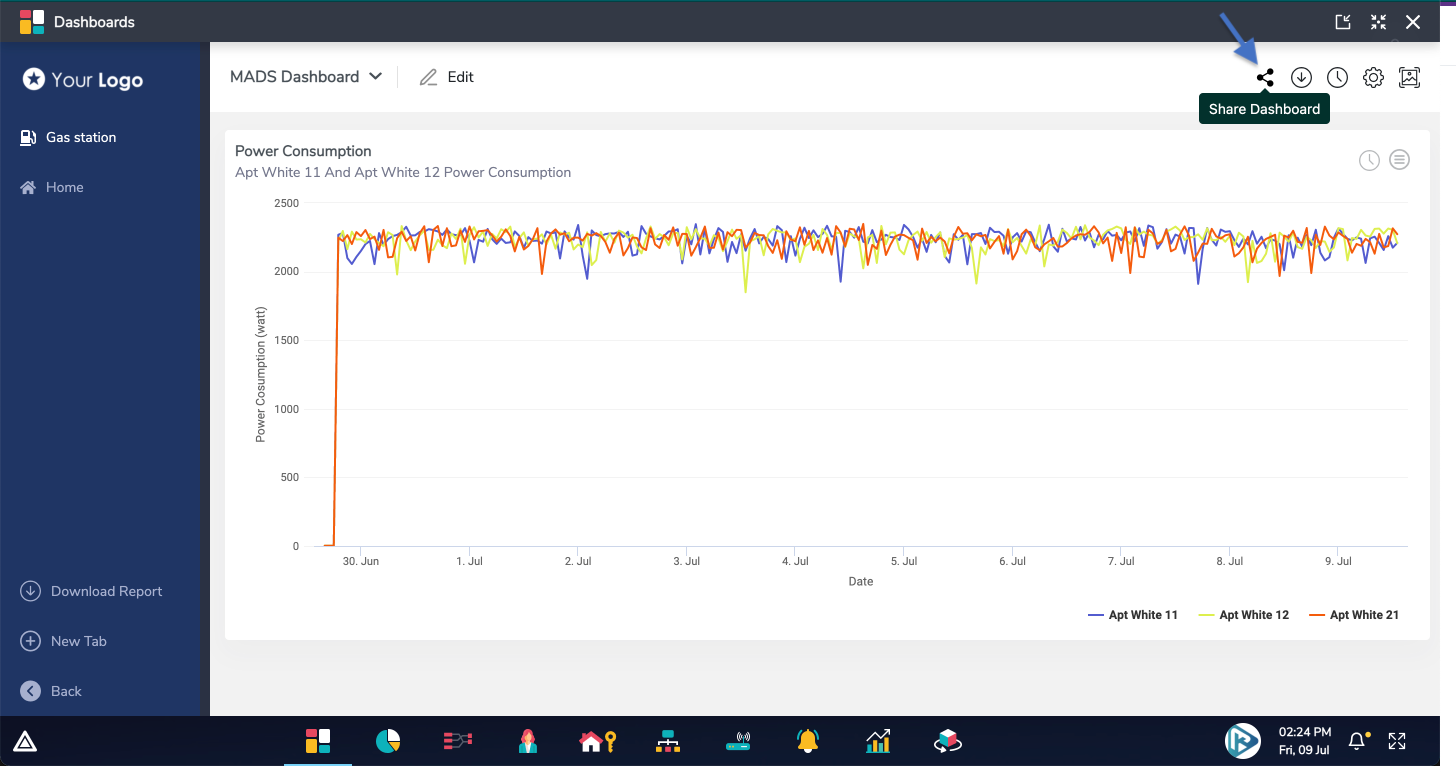 Dashboards
Your Logo
Gas station
Home
Download Report
New Tab
Back
MADS Dashboard
Edit
Share Dashboard
Power Consumption
Apt White 11 And Apt White 12 Power Consumption
2500
2000
1500
1000
500
0
Power Cosumption (watt)
30. Jun 1. Jul 2. Jul 3. Jul 4. Jul 5. Jul 6. Jul 7. Jul 8. Jul 9. Jul
Date
Apt White 11 Apt White 12 Apt White 21
02:24 PM
Fri, 09 Jul